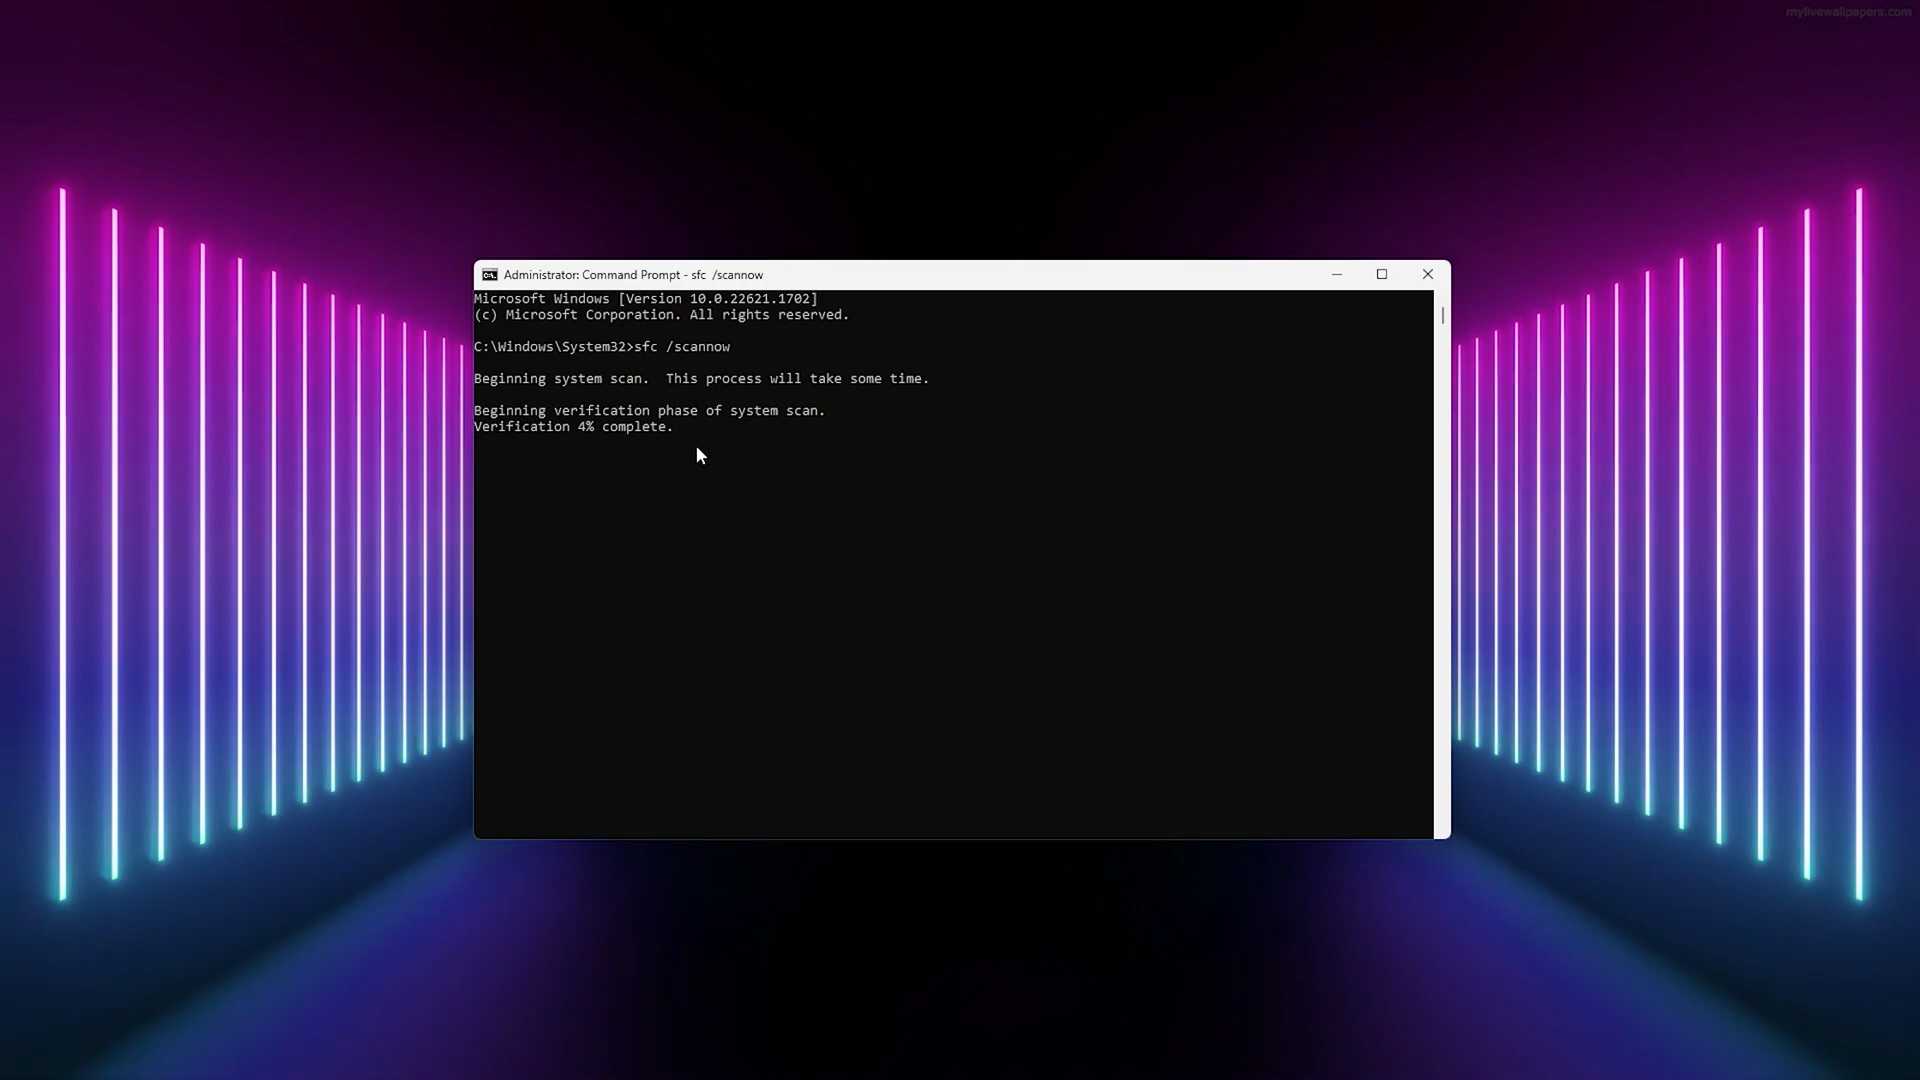 mylivewallpapers.com
Administrator: Command Prompt - sfc  /scannow
Microsoft Windows [Version 10.0.22621.1702]
(c) Microsoft Corporation. All rights reserved.
C:\Windows\System32>sfc /scannow
Beginning system scan.  This process will take some time.
Beginning verification phase of system scan.
Verification 4% complete.